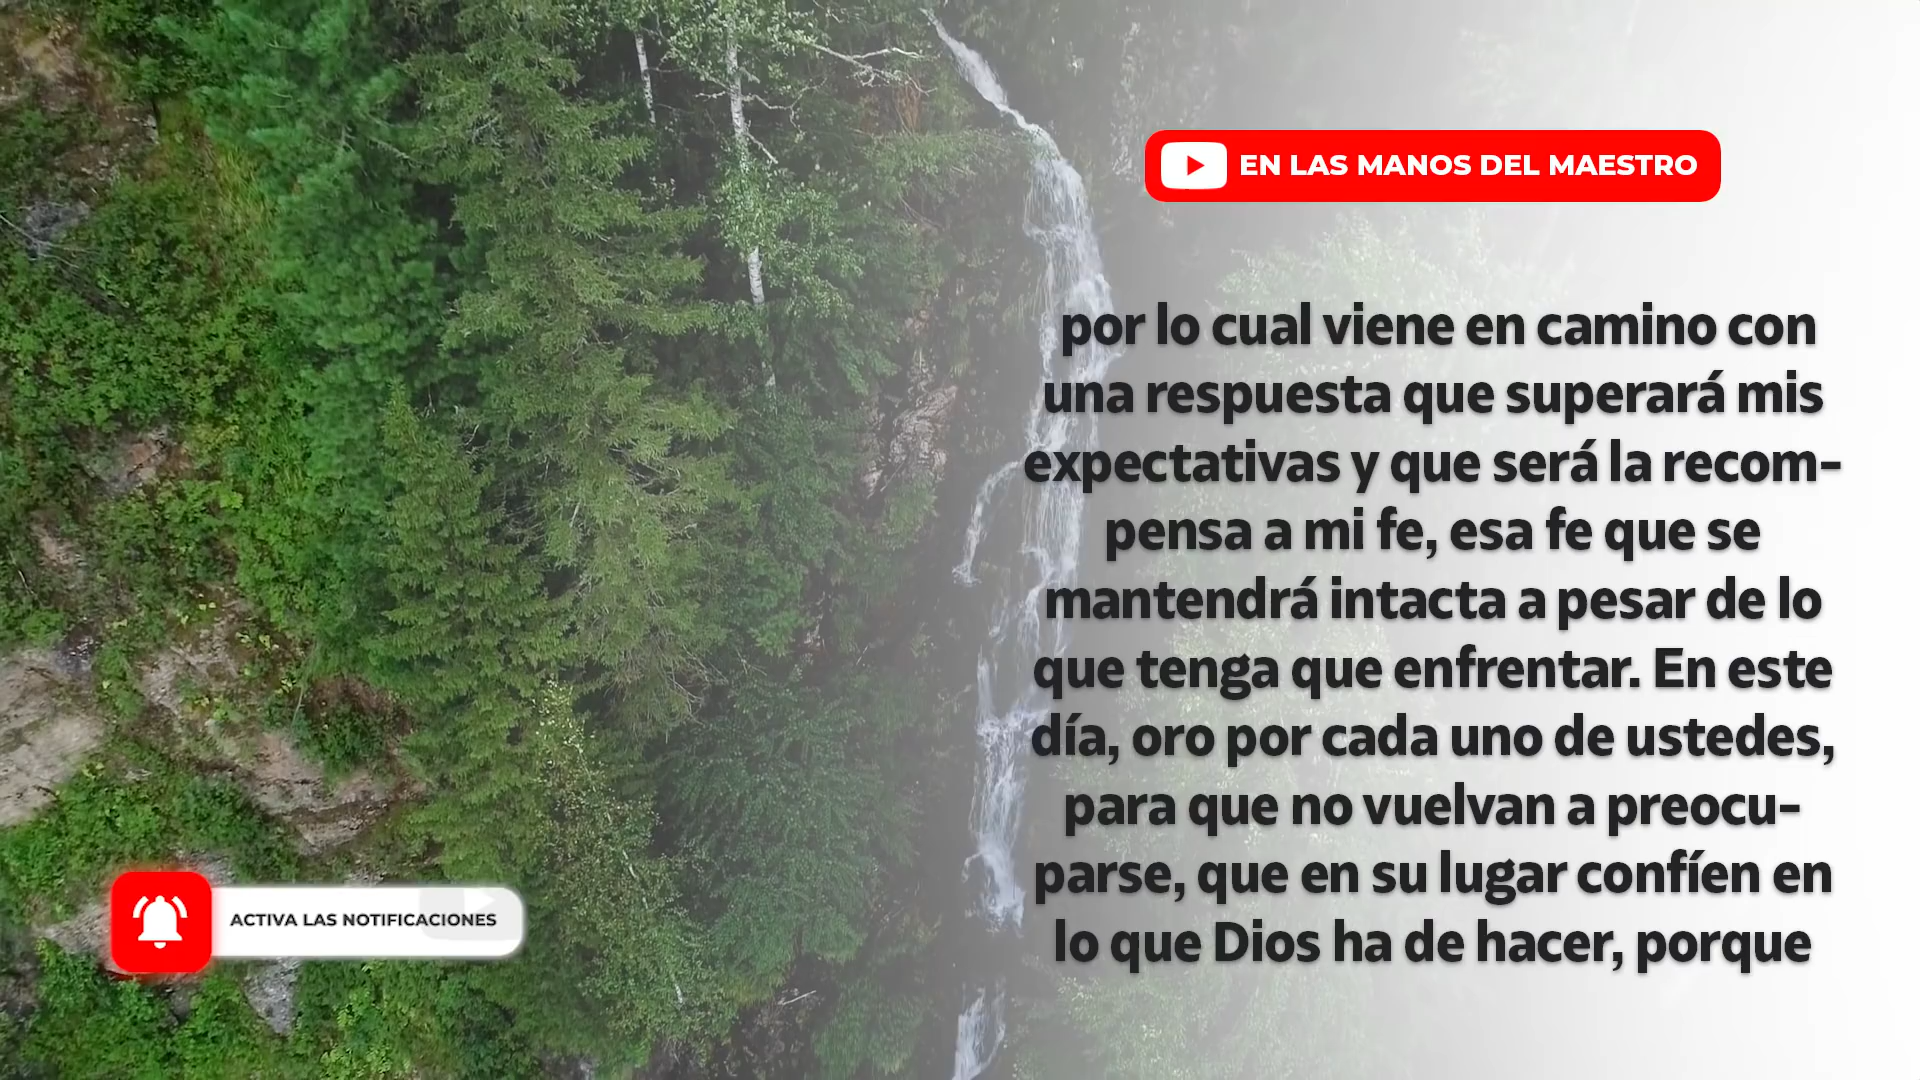 EN LAS MANOS DEL MAESTRO
por lo cual viene en camino con
una respuesta que superará mis
expectativas y que será la recom-
pensa a mi fe, esa fe que se
mantendrá intacta a pesar de lo
que tenga que enfrentar. En este
día, oro por cada uno de ustedes,
para que no vuelvan a preocu-
parse, que en su lugar confíen en
lo que Dios ha de hacer, porque
ACTIVA LAS NOTIFICACIONES